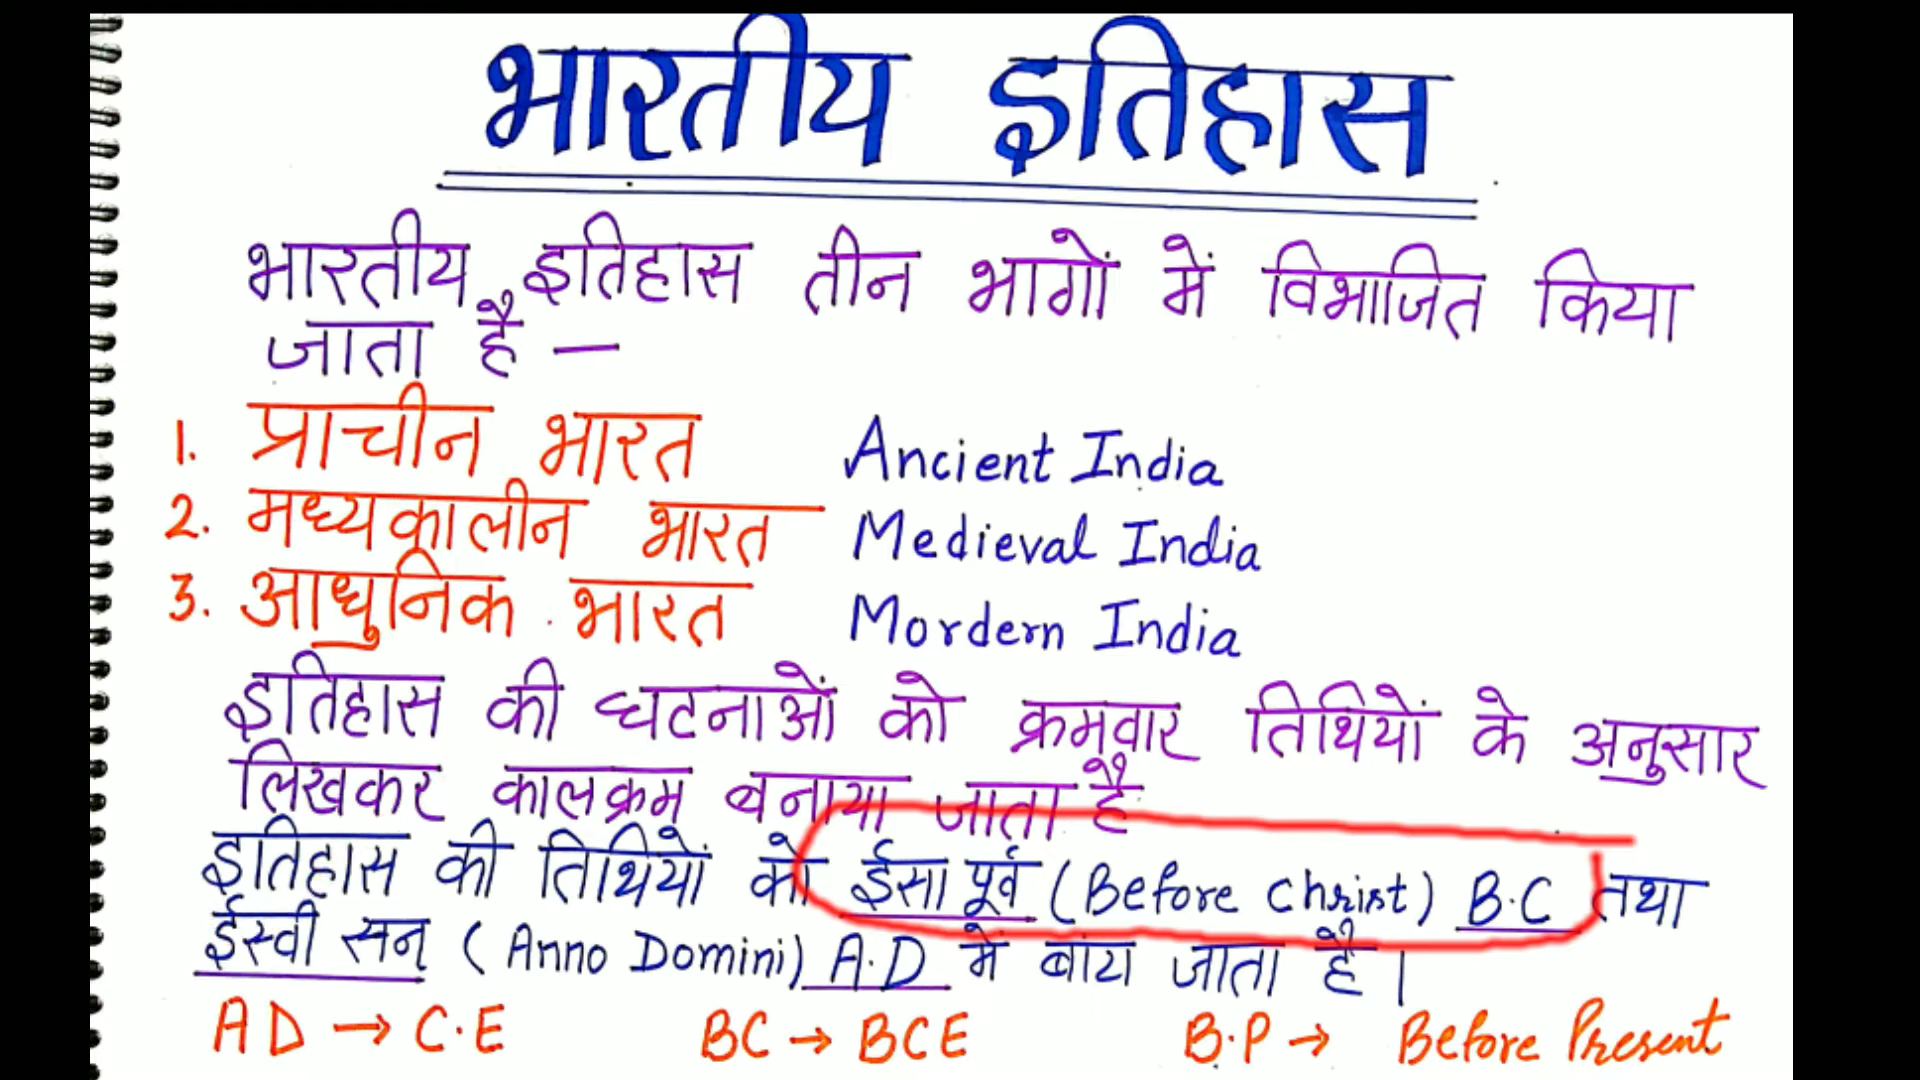 भारतीय इतिहास
भारतीय इतिहास तीन भागों में विभाजित किया
जाता है –
1. प्राचीन भारत Ancient India
2. मध्यकालीन भारत Medieval India
3. आधुनिक भारत Mordern India
इतिहास की घटनाओं को क्रमवार तिथियों के अनुसार
लिखकर कालक्रम बनाया जाता है
इतिहास की तिथियों को ईसा पूर्व (Before Christ) B.C तथा
ईस्वी सन् (Anno Domini) A.D में बांटा जाता है।
AD → C.E BC → BCE B.P → Before Present